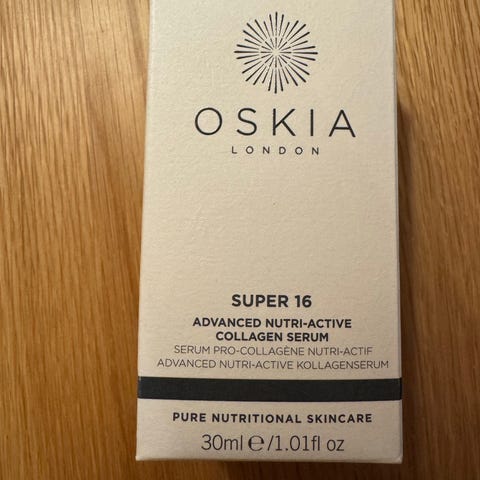 OSKIA
LONDON
SUPER 16
ADVANCED NUTRI-ACTIVE
COLLAGEN SERUM
SERUM PRO-COLLAGÈNE NUTRI-ACTIF
ADVANCED NUTRI-ACTIVE KOLLAGENSERUM
PURE NUTRITIONAL SKINCARE
30ml ℮/1.01fl oz